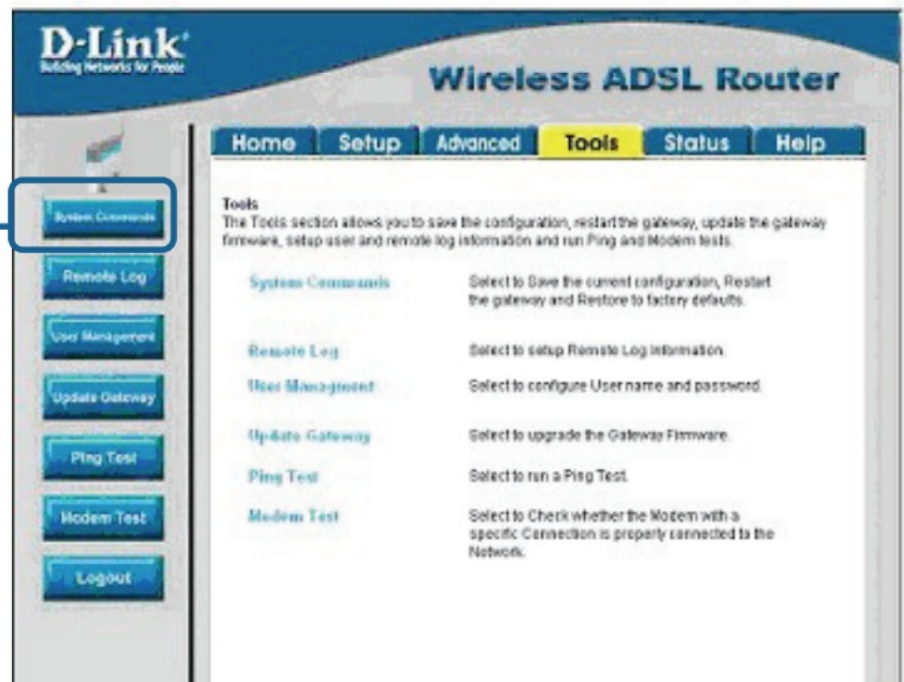 D-Link
Building Networks for People
Wireless ADSL Router
Home Setup Advanced Tools Status Help
System Commands
Remote Log
User Management
Update Gateway
Ping Test
Modem Test
Logout
Tools
The Tools section allows you to save the configuration, restart the gateway, update the gateway
firmware, setup user and remote log information and run Ping and Modem tests.
System Commands Select to Save the current configuration, Restart
the gateway and Restore to factory defaults.
Remote Log Select to setup Remote Log Information.
User Managment Select to configure User name and password.
Update Gateway Select to upgrade the Gateway Firmware.
Ping Test Select to run a Ping Test.
Modem Test Select to Check whether the Modem with a
specific Connection is properly connected to the
Network.